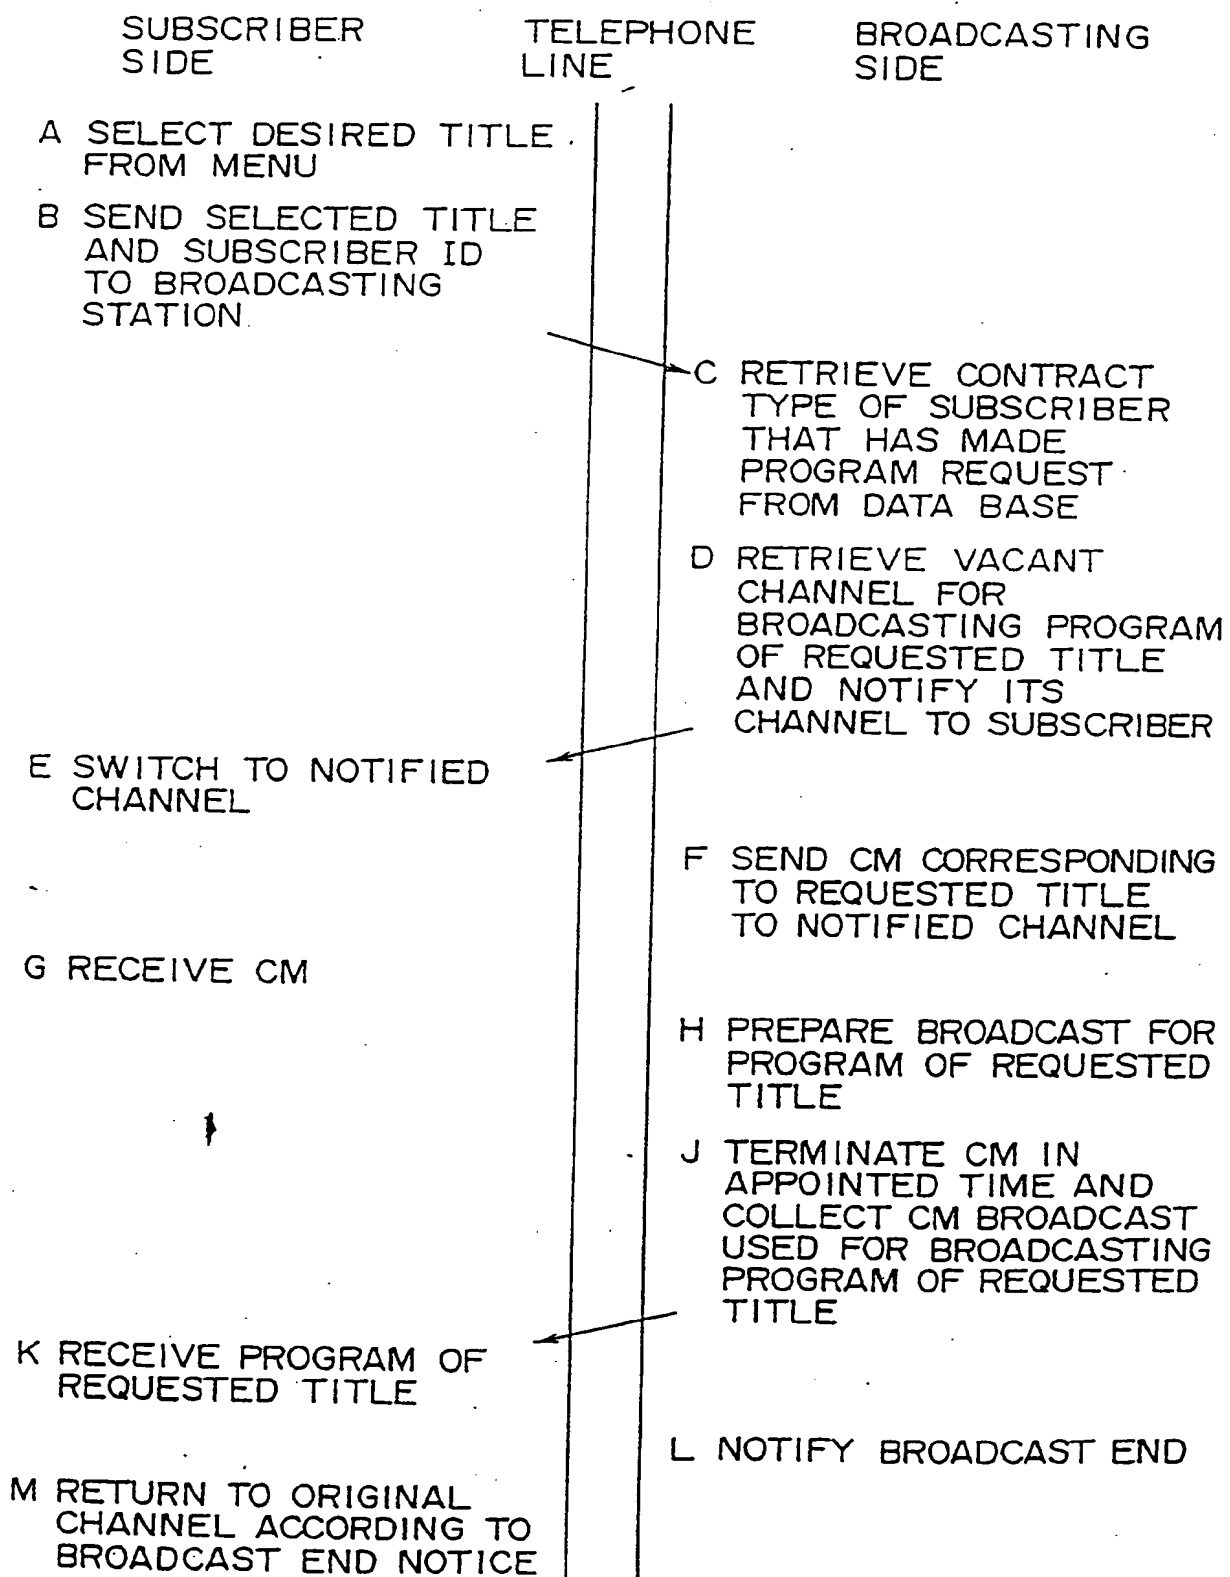 SUBSCRIBER
SIDE
TELEPHONE
LINE
BROADCASTING
SIDE
A SELECT DESIRED TITLE
FROM MENU
B SEND SELECTED TITLE
AND SUBSCRIBER ID
TO BROADCASTING
STATION
C RETRIEVE CONTRACT
TYPE OF SUBSCRIBER
THAT HAS MADE
PROGRAM REQUEST
FROM DATA BASE
D RETRIEVE VACANT
CHANNEL FOR
BROADCASTING PROGRAM
OF REQUESTED TITLE
AND NOTIFY ITS
CHANNEL TO SUBSCRIBER
E SWITCH TO NOTIFIED
CHANNEL
F SEND CM CORRESPONDING
TO REQUESTED TITLE
TO NOTIFIED CHANNEL
G RECEIVE CM
H PREPARE BROADCAST FOR
PROGRAM OF REQUESTED
TITLE
J TERMINATE CM IN
APPOINTED TIME AND
COLLECT CM BROADCAST
USED FOR BROADCASTING
PROGRAM OF REQUESTED
TITLE
K RECEIVE PROGRAM OF
REQUESTED TITLE
L NOTIFY BROADCAST END
M RETURN TO ORIGINAL
CHANNEL ACCORDING TO
BROADCAST END NOTICE